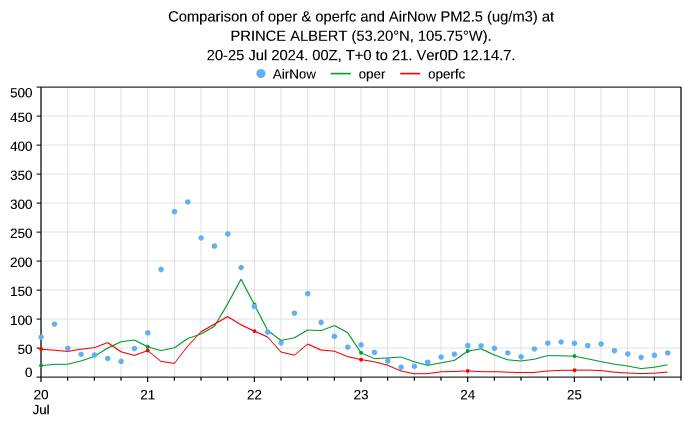 Comparison of oper & operfc and AirNow PM2.5 (ug/m3) at
PRINCE ALBERT (53.20°N, 105.75°W).
20-25 Jul 2024. 00Z, T+0 to 21. Ver0D 12.14.7.
AirNow oper operfc
500
450
400
350
300
250
200
150
100
50
0
20 21 22 23 24 25
Jul